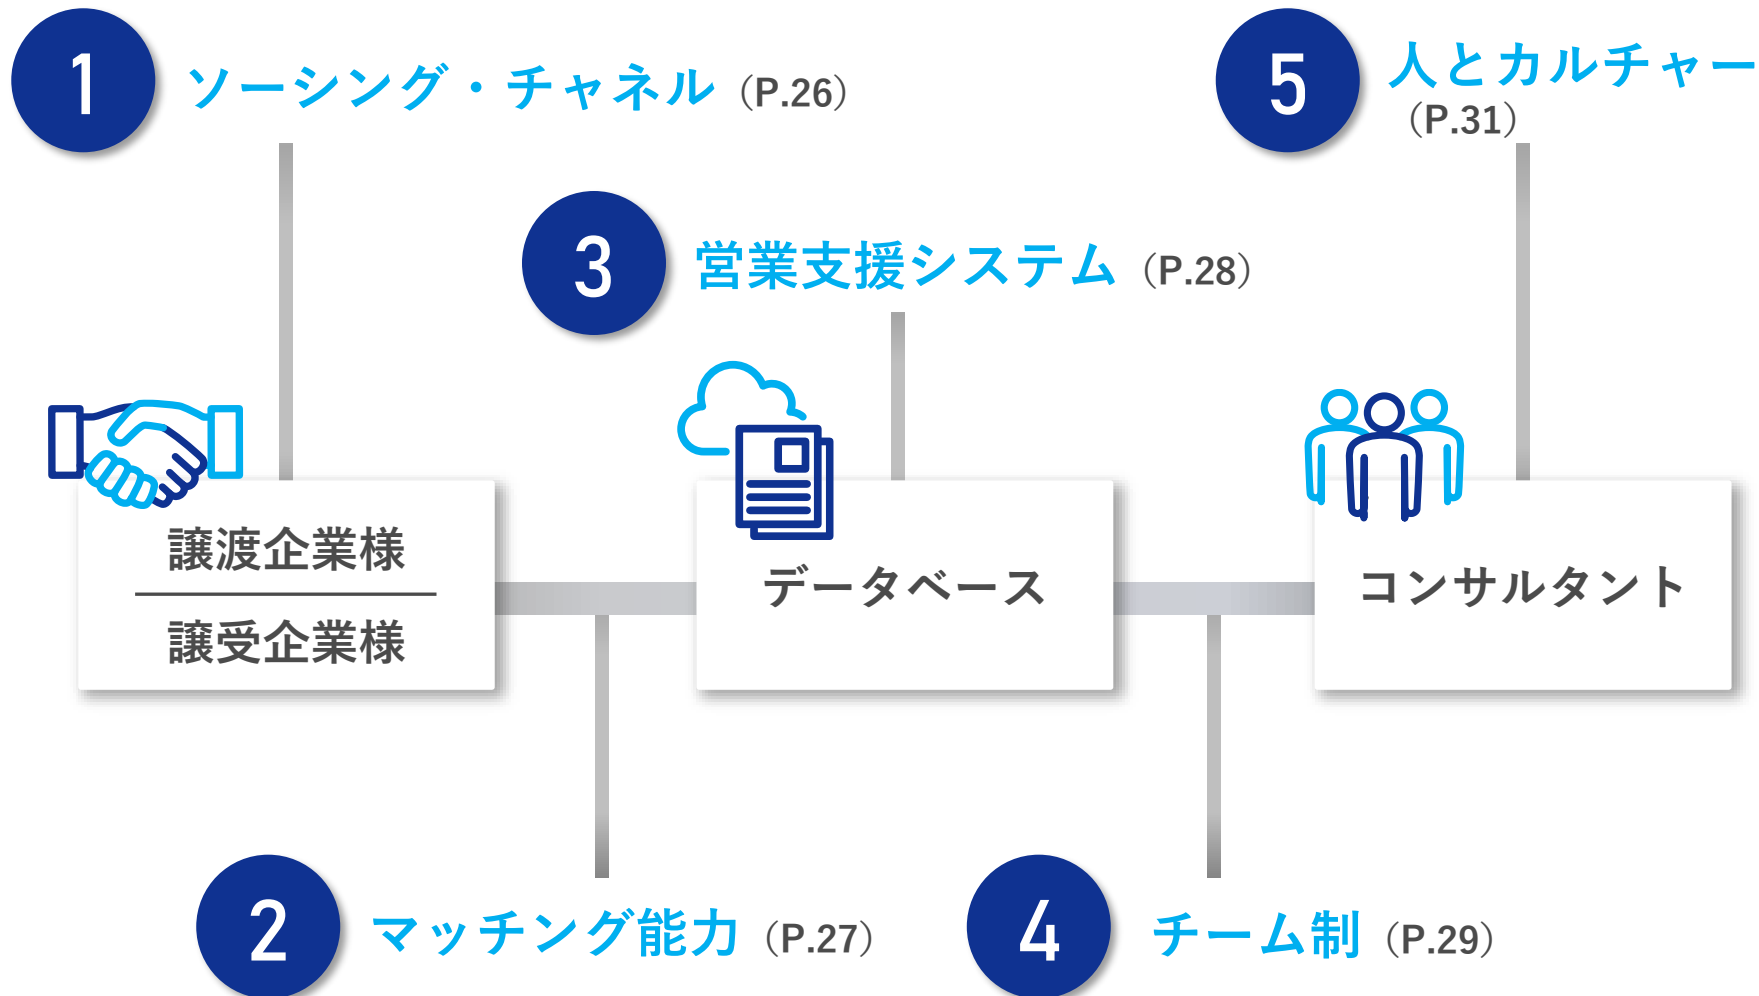 1
ソーシング・チャネル (P.26)
5
人とカルチャー
(P.31)
3
営業支援システム (P.28)
譲渡企業様
譲受企業様
データベース
コンサルタント
2
マッチング能力 (P.27)
4
チーム制 (P.29)